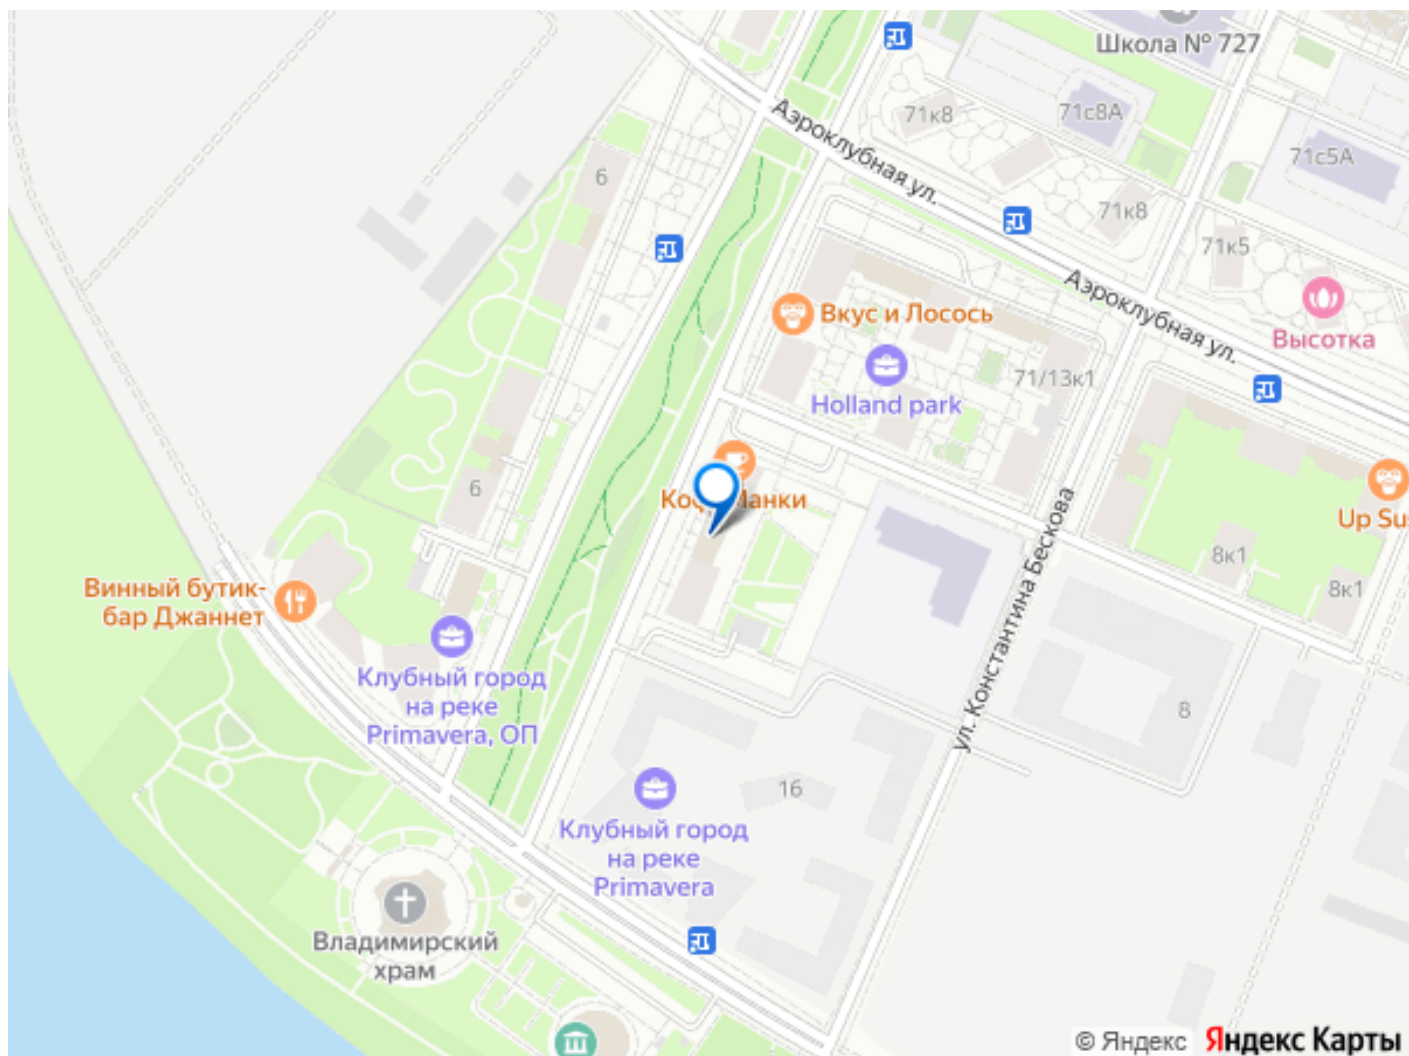 Школа № 727
71к8
71с8А
Аэроклубная ул.
71с5А
6
71к8
71к5
Аэроклубная ул.
Вкус и Лосось
Высотка
Holland park
71/13к1
6
Манки
Up Sus
ул. Константина Бескова
8к1
8к1
Винный бутик-
бар Джаннет
Клубный город
на реке
Primavera, ОП
8
16
Клубный город
на реке
Primavera
Владимирский
храм
© Яндекс Яндекс Карты